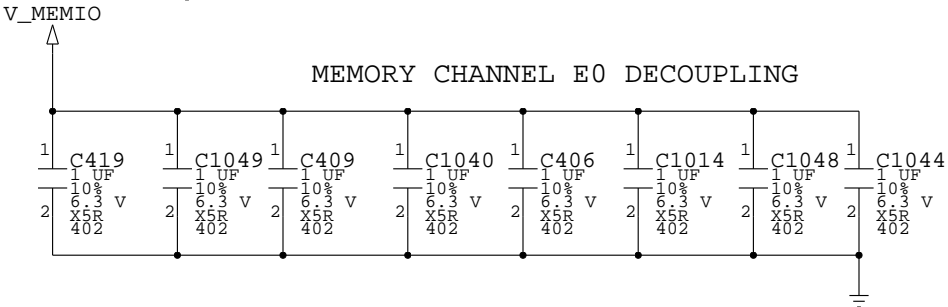 V_MEMIO
MEMORY CHANNEL E0 DECOUPLING
1
C419
1 UF
10%
6.3 V
X5R
402
2
1
C1049
1 UF
10%
6.3 V
X5R
402
2
1
C409
1 UF
10%
6.3 V
X5R
402
2
1
C1040
1 UF
10%
6.3 V
X5R
402
2
1
C406
1 UF
10%
6.3 V
X5R
402
2
1
C1014
1 UF
10%
6.3 V
X5R
402
2
1
C1048
1 UF
10%
6.3 V
X5R
402
2
1
C1044
1 UF
10%
6.3 V
X5R
402
2